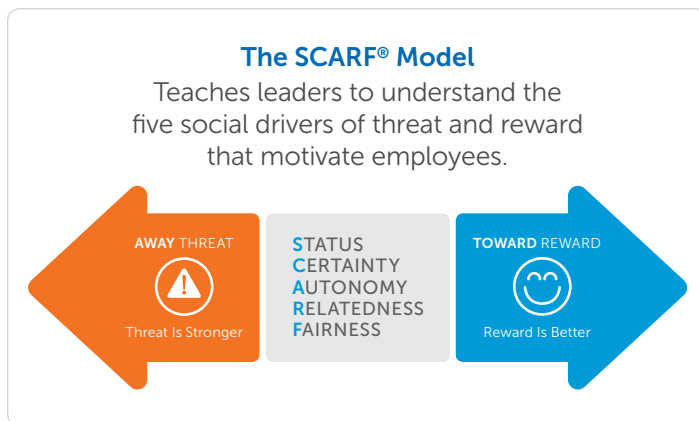 The SCARF® Model
Teaches leaders to understand the
five social drivers of threat and reward
that motivate employees.
AWAY THREAT
Threat Is Stronger
STATUS
CERTAINTY
AUTONOMY
RELATEDNESS
FAIRNESS
TOWARD REWARD
Reward Is Better